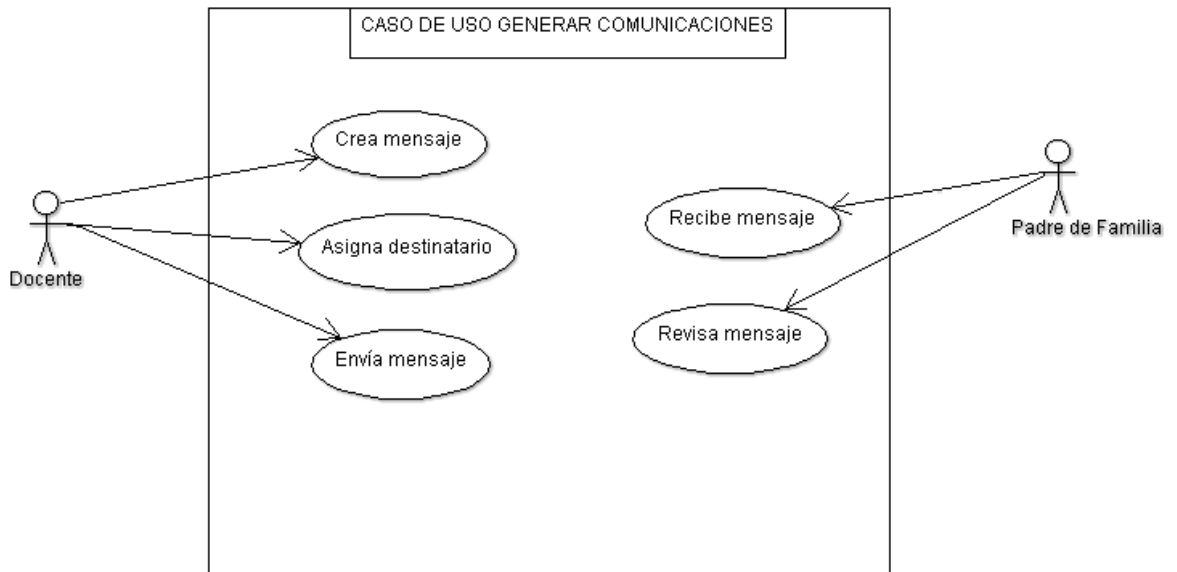 CASO DE USO GENERAR COMUNICACIONES
Crea mensaje
Recibe mensaje
Padre de Familia
Asigna destinatario
Docente
Revisa mensaje
Envía mensaje